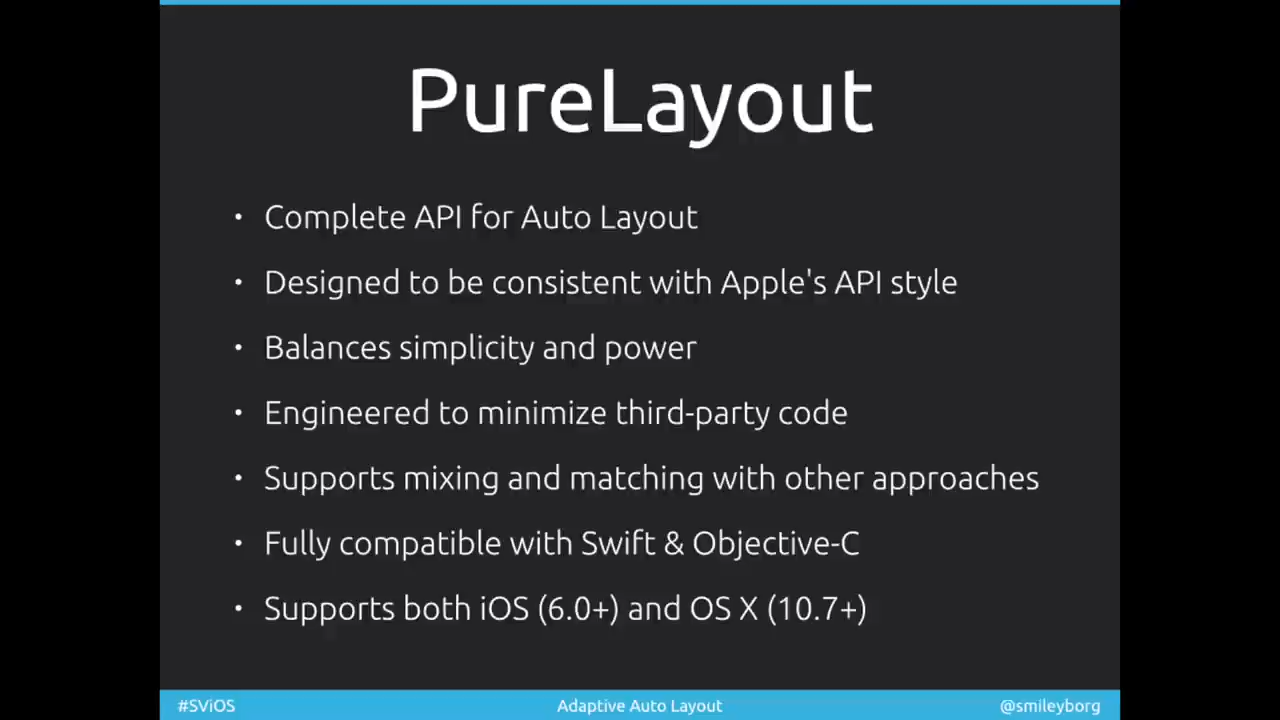 PureLayout
• Complete API for Auto Layout
• Designed to be consistent with Apple's API style
• Balances simplicity and power
• Engineered to minimize third-party code
• Supports mixing and matching with other approaches
• Fully compatible with Swift & Objective-C
• Supports both iOS (6.0+) and OS X (10.7+)
#SViOS
Adaptive Auto Layout
@smileyborg